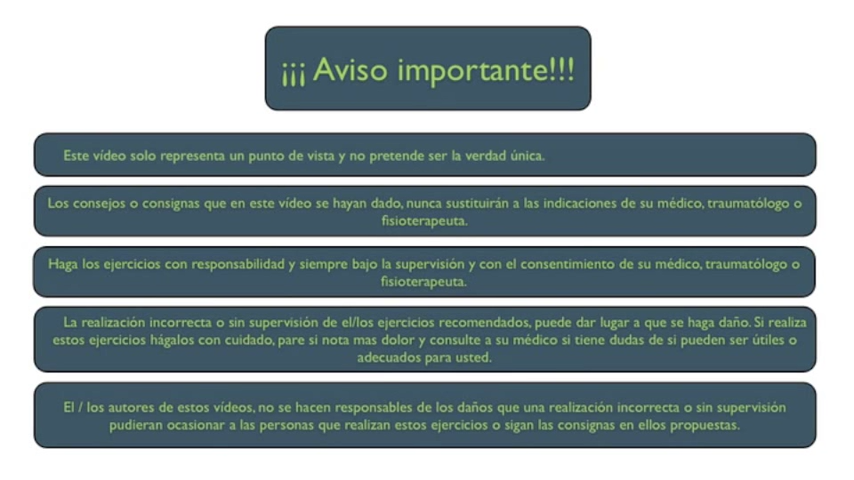 ¡¡¡ Aviso importante!!!
Este vídeo solo representa un punto de vista y no pretende ser la verdad única.
Los consejos o consignas que en este vídeo se hayan dado, nunca sustituirán a las indicaciones de su médico, traumatólogo o
fisioterapeuta.
Haga los ejercicios con responsabilidad y siempre bajo la supervisión y con el consentimiento de su médico, traumatólogo o
fisioterapeuta.
La realización incorrecta o sin supervisión de el/los ejercicios recomendados, puede dar lugar a que se haga daño. Si realiza
estos ejercicios hágalos con cuidado, pare si nota mas dolor y consulte a su médico si tiene dudas de si pueden ser útiles o
adecuados para usted.
El / los autores de estos vídeos, no se hacen responsables de los daños que una realización incorrecta o sin supervisión
pudieran ocasionar a las personas que realizan estos ejercicios o sigan las consignas en ellos propuestas.